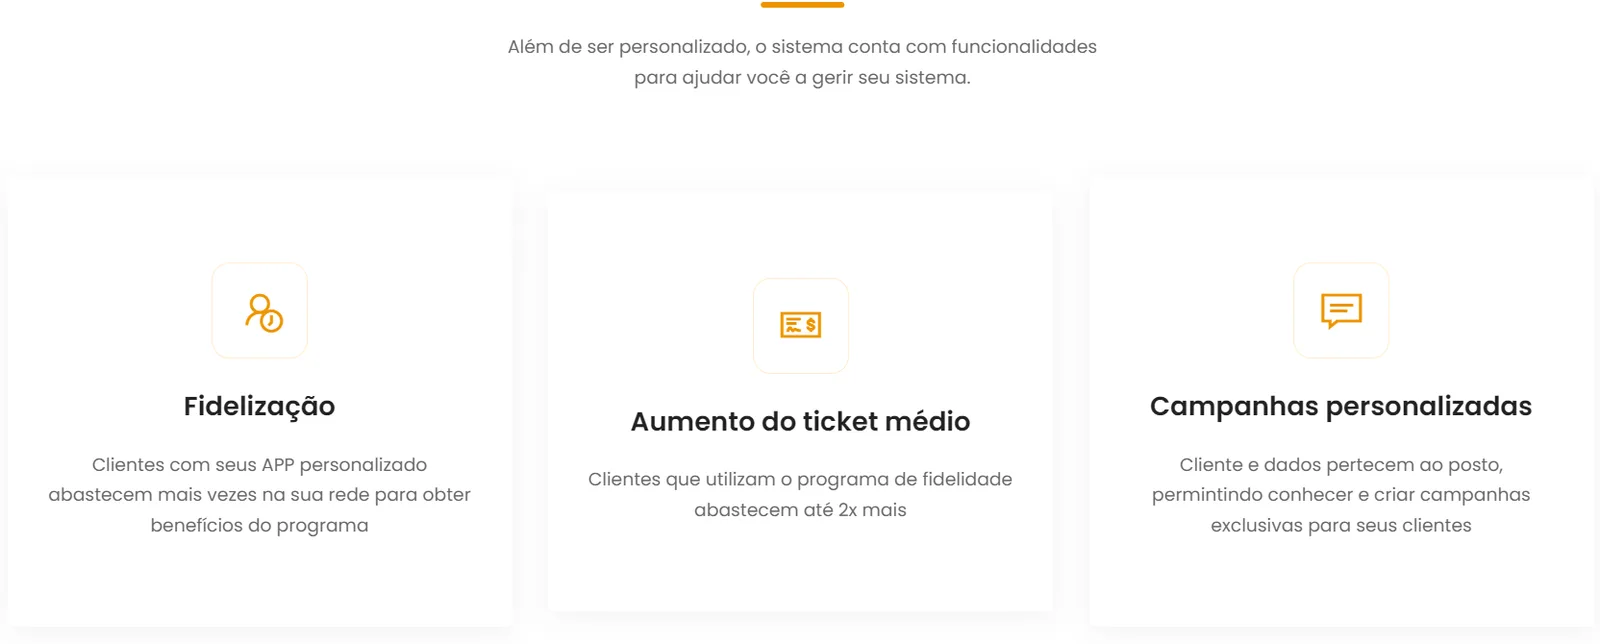 Além de ser personalizado, o sistema conta com funcionalidades
para ajudar você a gerir seu sistema.
Fidelização
Clientes com seus APP personalizado
abastecem mais vezes na sua rede para obter
benefícios do programa
Aumento do ticket médio
Clientes que utilizam o programa de fidelidade
abastecem até 2x mais
Campanhas personalizadas
Cliente e dados pertecem ao posto,
permintindo conhecer e criar campanhas
exclusivas para seus clientes